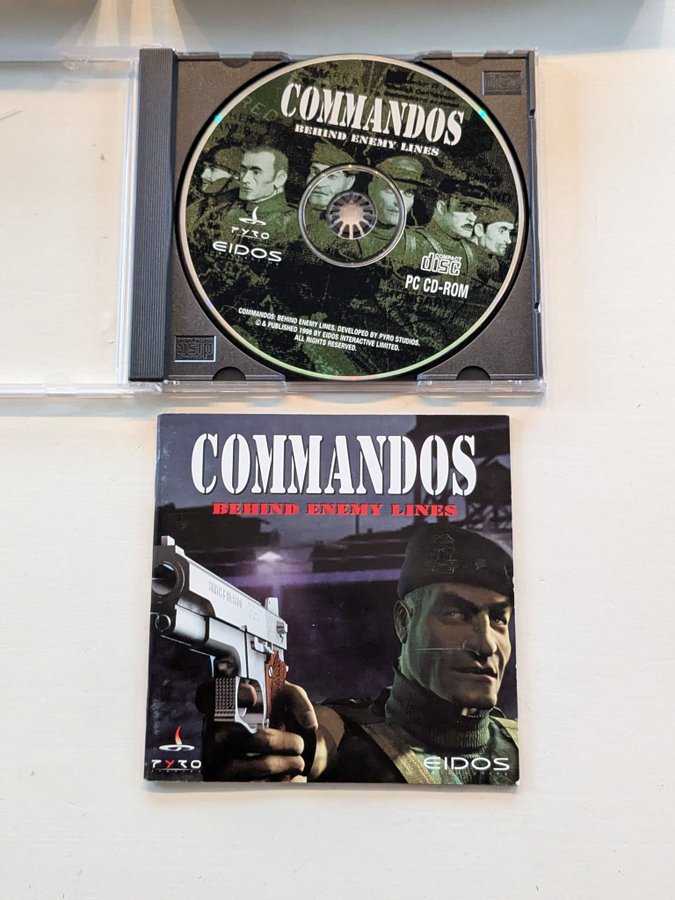 COMMANDOS
BEHIND ENEMY LINES
PYRO
EIDOS
COMPACT
disc
PC CD-ROM
COMMANDOS: BEHIND ENEMY LINES. DEVELOPED BY PYRO STUDIOS.
© & PUBLISHED 1998 BY EIDOS INTERACTIVE LIMITED.
ALL RIGHTS RESERVED.
COMMANDOS
BEHIND ENEMY LINES
PYRO
EIDOS